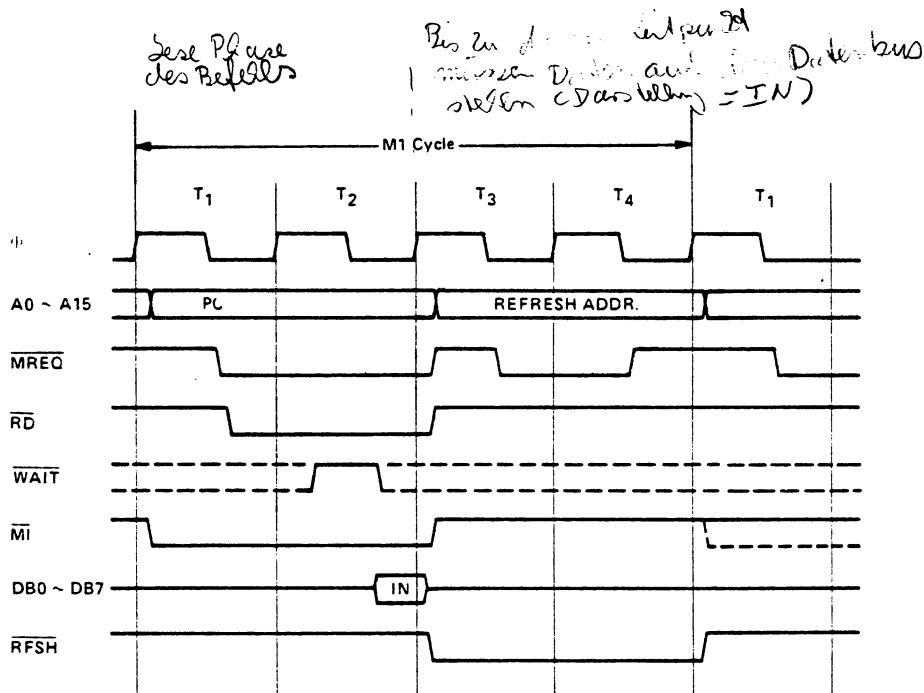 Lese Phase
des Befehls
Bis zu
müssen Daten auf Datenbus
stehen (Darstellung = IN)
M1 Cycle
T1 T2 T3 T4 T1
Φ
A0 ~ A15 PC REFRESH ADDR.
MREQ
RD
WAIT
M1
DB0 ~ DB7 IN
RFSH